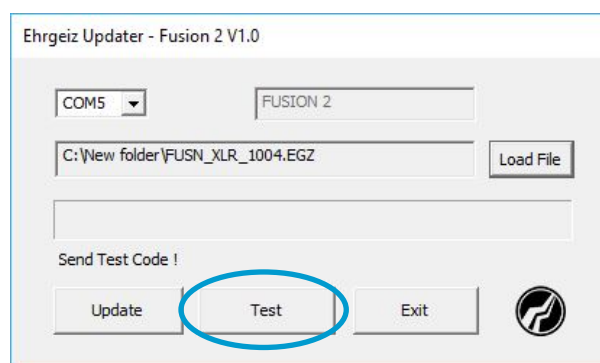 Ehrgeiz Updater - Fusion 2 V1.0
COM5 FUSION 2
C:\New folder\FUSN_XLR_1004.EGZ Load File
Send Test Code !
Update Test Exit